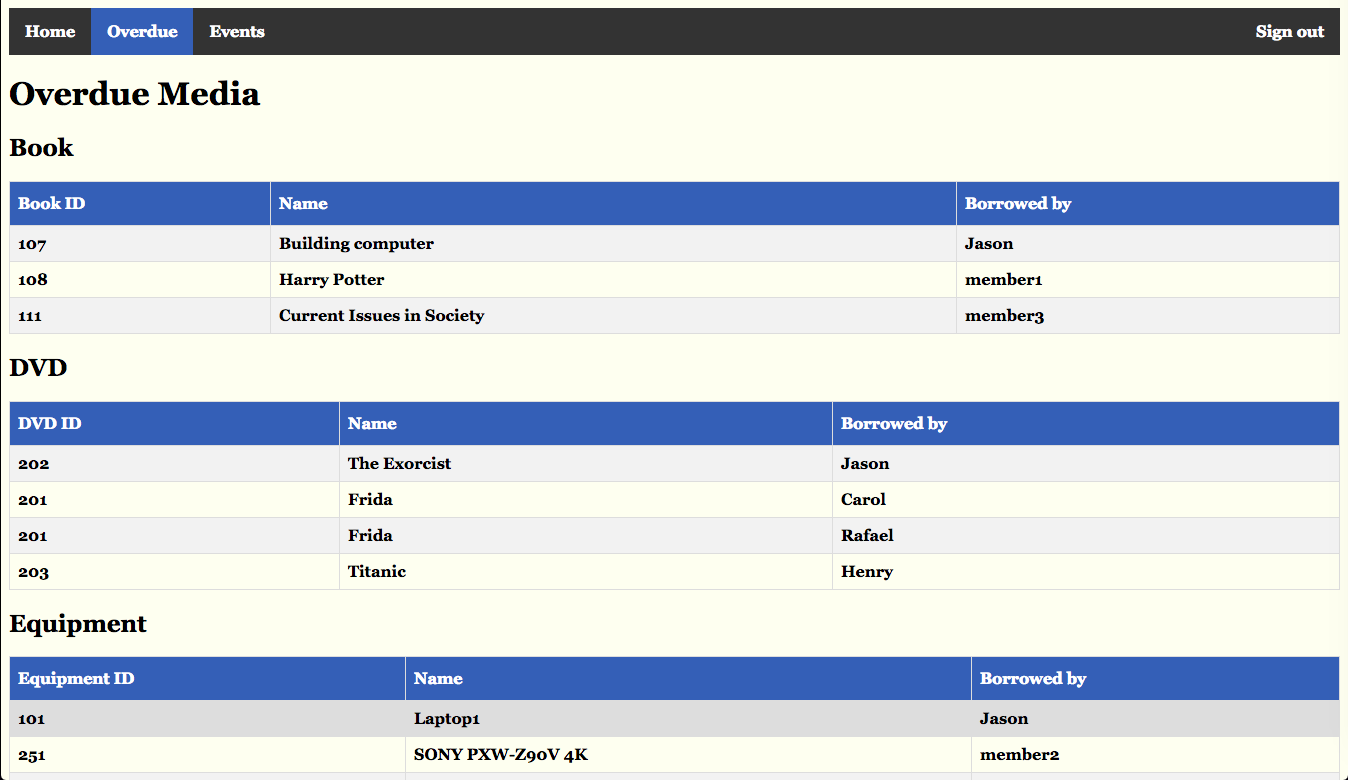 Home Overdue Events Sign out
Overdue Media
Book
Book ID Name Borrowed by
107 Building computer Jason
108 Harry Potter member1
111 Current Issues in Society member3
DVD
DVD ID Name Borrowed by
202 The Exorcist Jason
201 Frida Carol
201 Frida Rafael
203 Titanic Henry
Equipment
Equipment ID Name Borrowed by
101 Laptop1 Jason
251 SONY PXW-Z90V 4K member2